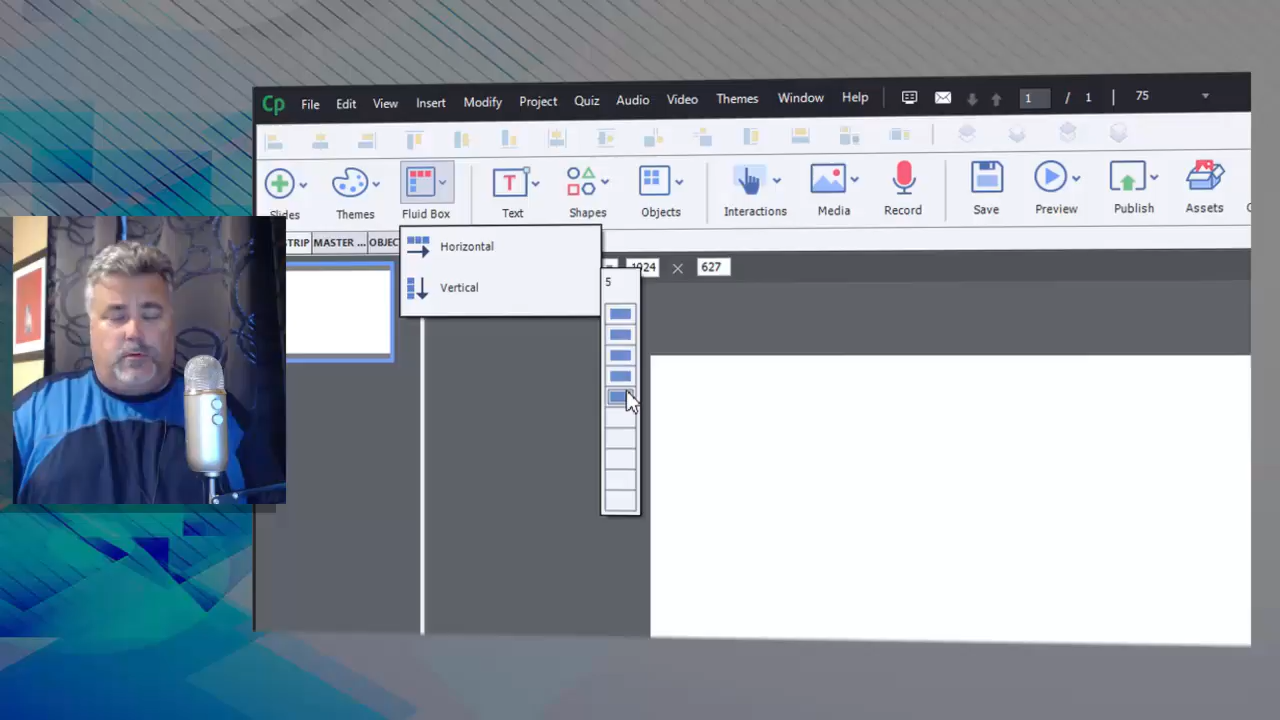 Cp File Edit View Insert Modify Project Quiz Audio Video Themes Window Help 1 / 1 75
Slides Themes Fluid Box Text Shapes Objects Interactions Media Record Save Preview Publish Assets
STRIP MASTER ... OBJEC
Horizontal
1024 × 627
5
Vertical